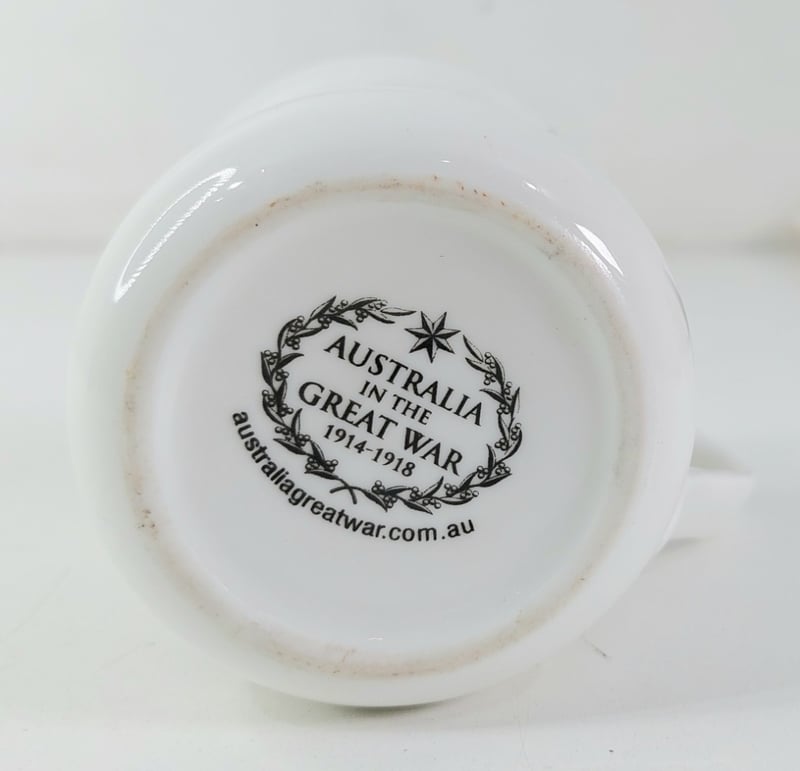 AUSTRALIA
IN THE
GREAT WAR
1914-1918
australiagreatwar.com.au